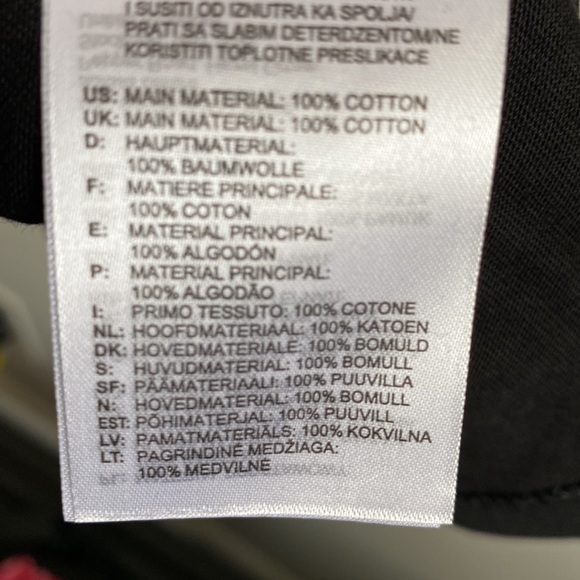 I SUSITI OD IZNUTRA KA SPOLJA/
PRATI SA SLABIM DETERDZENTOM/NE
KORISTITI TOPLOTNE PRESLIKACE
US: MAIN MATERIAL: 100% COTTON
UK: MAIN MATERIAL: 100% COTTON
D: HAUPTMATERIAL:
100% BAUMWOLLE
F: MATIERE PRINCIPALE:
100% COTON
E: MATERIAL PRINCIPAL:
100% ALGODÓN
P: MATERIAL PRINCIPAL:
100% ALGODÃO
I: PRIMO TESSUTO: 100% COTONE
NL: HOOFDMATERIAAL: 100% KATOEN
DK: HOVEDMATERIALE: 100% BOMULD
S: HUVUDMATERIAL: 100% BOMULL
SF: PÄÄMATERIAALI: 100% PUUVILLA
N: HOVEDMATERIAL: 100% BOMULL
EST: PÕHIMATERJAL: 100% PUUVILL
LV: PAMATMATERIĀLS: 100% KOKVILNA
LT: PAGRINDINĖ MEDŽIAGA:
100% MEDVILNĖ